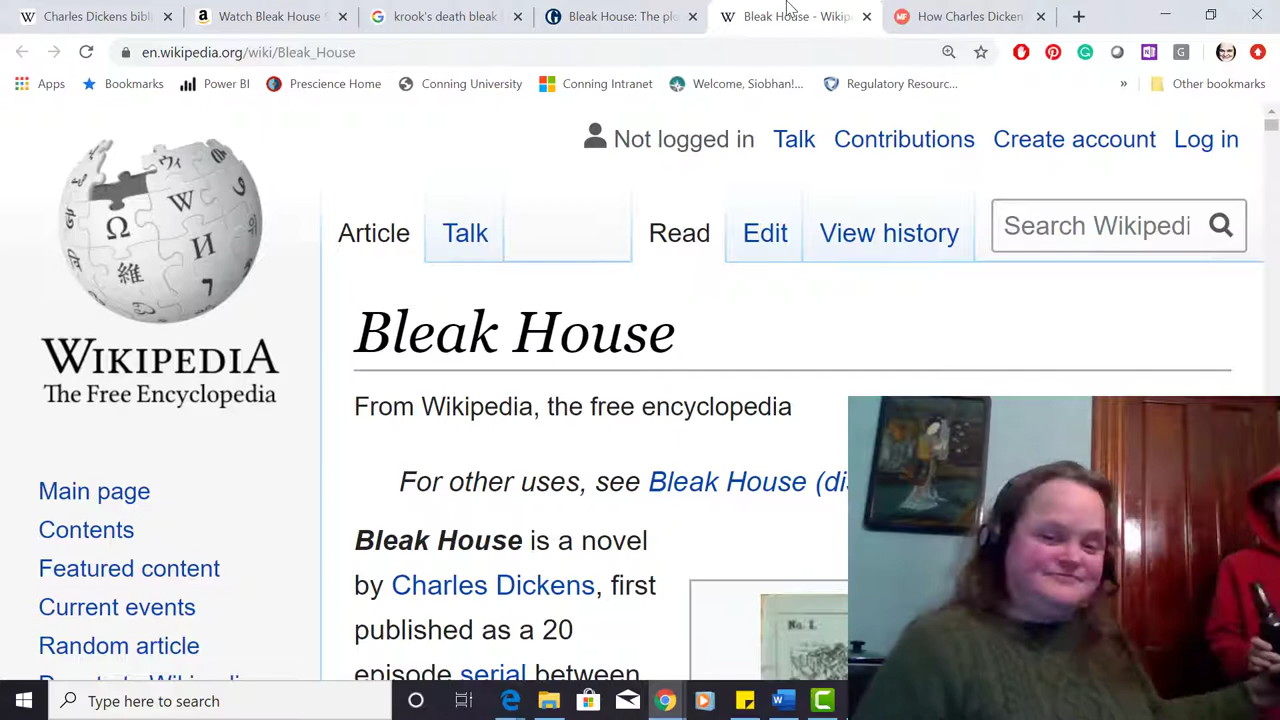 Charles Dickens bibl
Watch Bleak House
krook's death bleak
Bleak House: The plo
Bleak House - Wikip
How Charles Dicken
en.wikipedia.org/wiki/Bleak_House
Apps
Bookmarks
Power BI
Prescience Home
Conning University
Conning Intranet
Welcome, Siobhan!...
Regulatory Resourc...
»
Other bookmarks
Not logged in
Talk
Contributions
Create account
Log in
Article
Talk
Read
Edit
View history
Search Wikipedi
WIKIPEDIA
The Free Encyclopedia
Bleak House
From Wikipedia, the free encyclopedia
For other uses, see Bleak House (di
Main page
Contents
Featured content
Current events
Random article
Bleak House is a novel
by Charles Dickens, first
published as a 20
episode serial between
No. I.
Type here to search